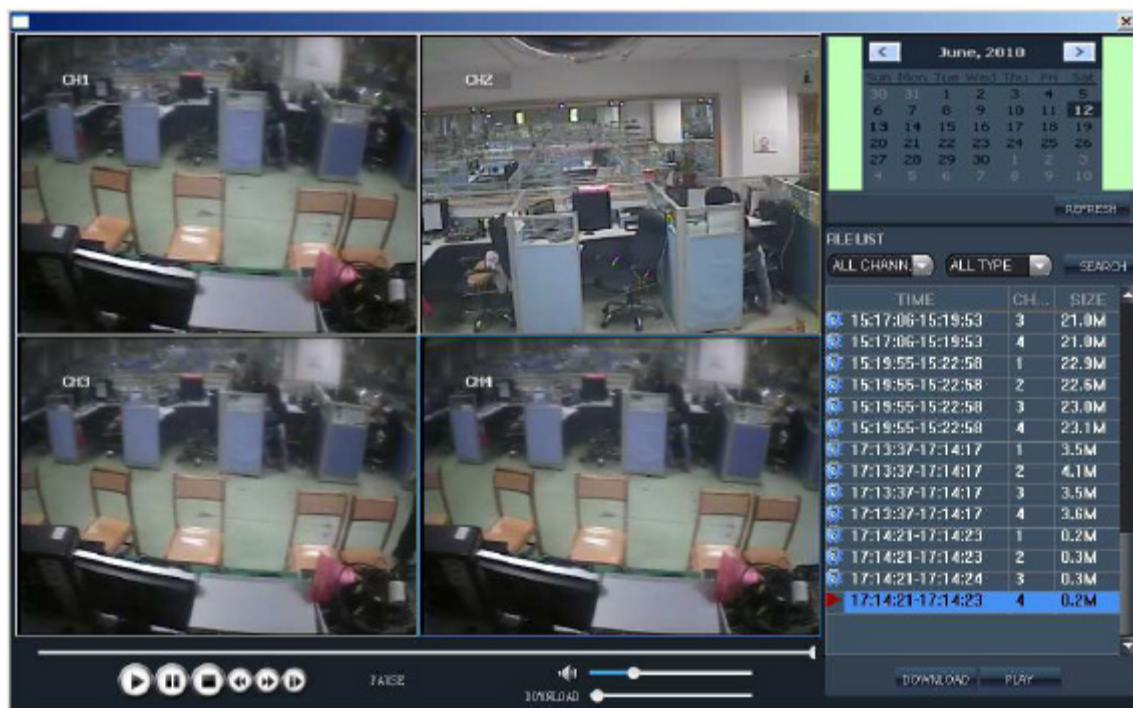 CH1
CH2
CH3
CH4
June, 2010
Sun Mon Tue Wed Thu Fri Sat
30 31 1 2 3 4 5
6 7 8 9 10 11 12
13 14 15 16 17 18 19
20 21 22 23 24 25 26
27 28 29 30 1 2 3
4 5 6 7 8 9 10
REFRESH
FILE LIST
ALL CHANN. ALL TYPE SEARCH
TIME CH... SIZE
15:17:06-15:19:53 3 21.0M
15:17:06-15:19:53 4 21.0M
15:19:55-15:22:58 1 22.9M
15:19:55-15:22:58 2 22.6M
15:19:55-15:22:58 3 23.0M
15:19:55-15:22:58 4 23.1M
17:13:37-17:14:17 1 3.5M
17:13:37-17:14:17 2 4.1M
17:13:37-17:14:17 3 3.5M
17:13:37-17:14:17 4 3.6M
17:14:21-17:14:23 1 0.2M
17:14:21-17:14:23 2 0.3M
17:14:21-17:14:24 3 0.3M
17:14:21-17:14:23 4 0.2M
PAUSE
DOWNLOAD
DOWNLOAD PLAY